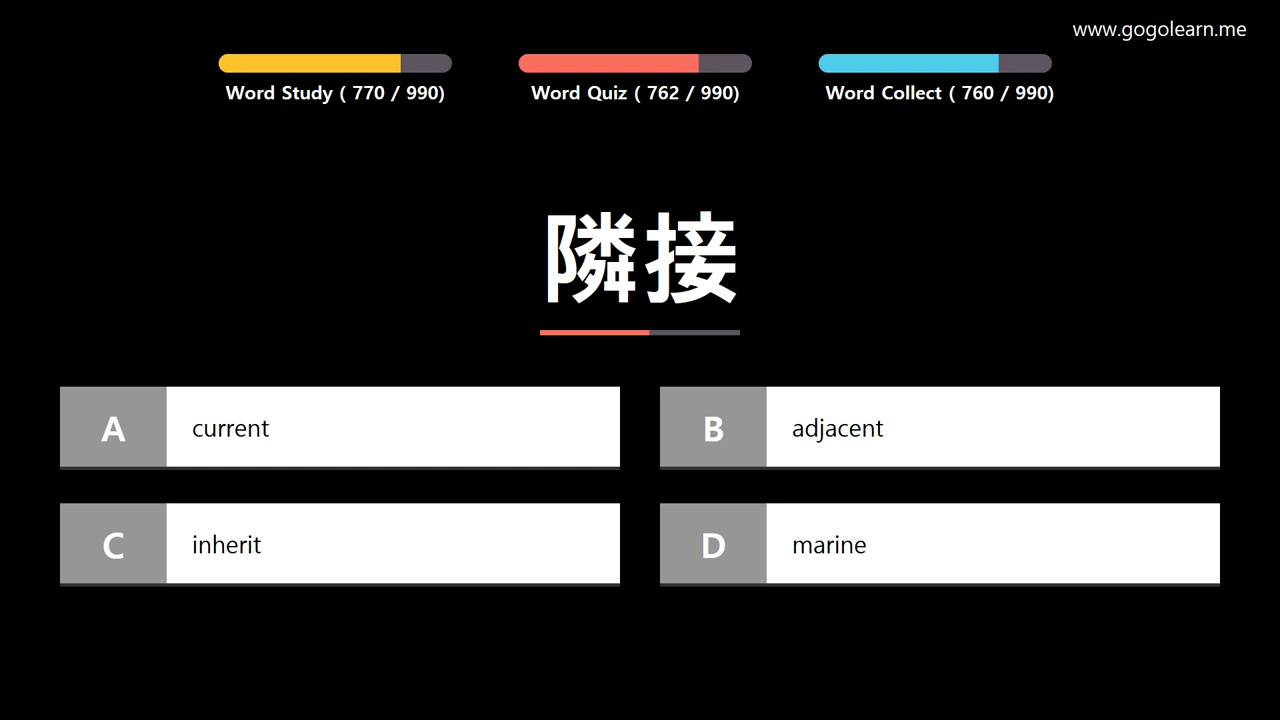 www.gogolearn.me
Word Study ( 770 / 990)
Word Quiz ( 762 / 990)
Word Collect ( 760 / 990)
隣接
A current
B adjacent
C inherit
D marine